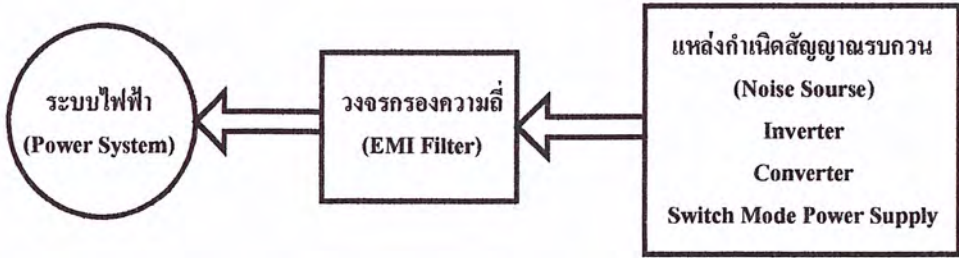 ระบบไฟฟ้า
(Power System)
วงจรกรองความถี่
(EMI Filter)
แหล่งกำเนิดสัญญาณรบกวน
(Noise Sourse)
Inverter
Converter
Switch Mode Power Supply